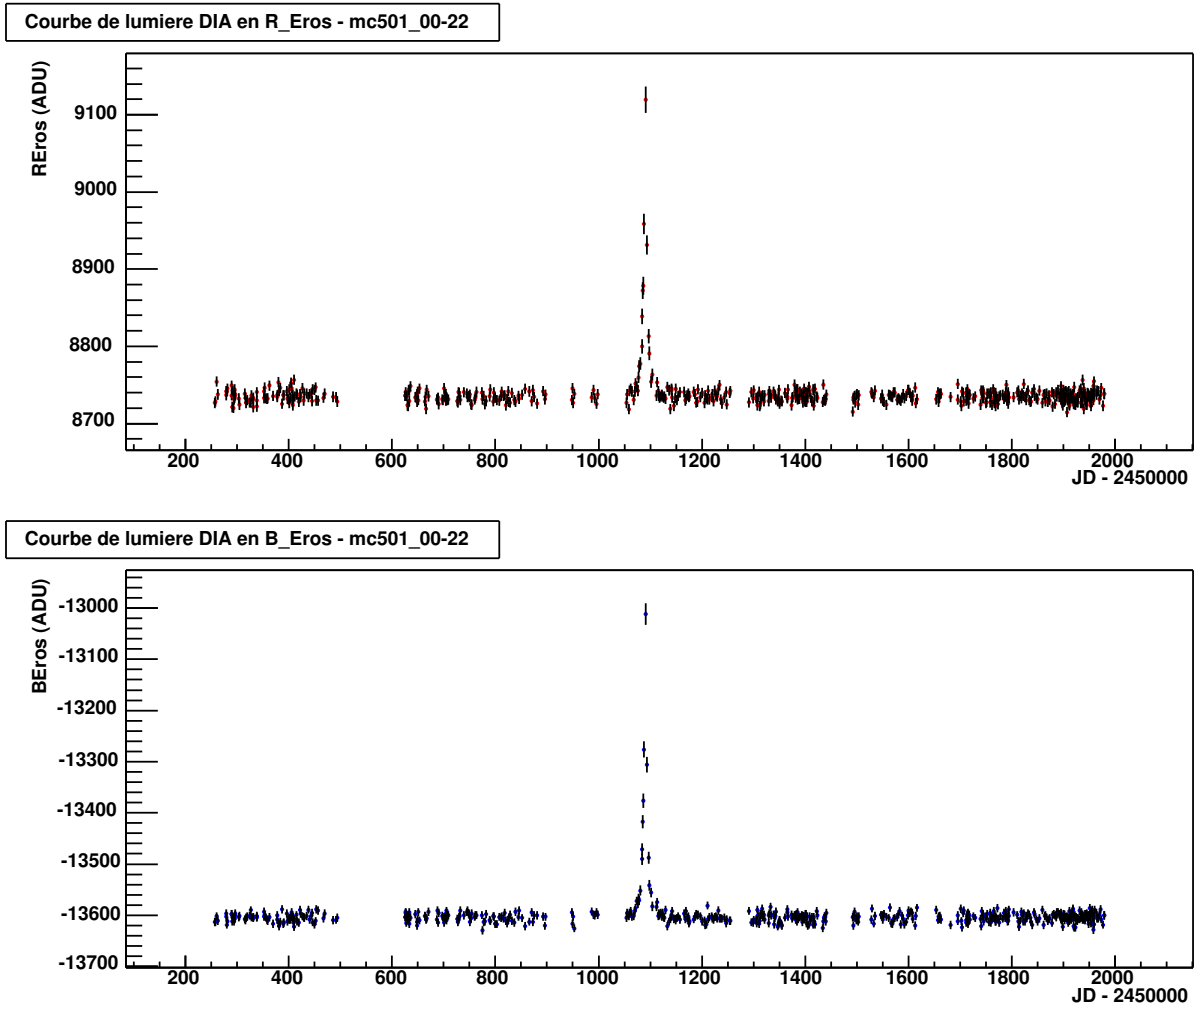 Courbe de lumiere DIA en R_Eros - mc501_00-22
REros (ADU)
9100
9000
8900
8800
8700
200 400 600 800 1000 1200 1400 1600 1800 2000
JD - 2450000
Courbe de lumiere DIA en B_Eros - mc501_00-22
BEros (ADU)
-13000
-13100
-13200
-13300
-13400
-13500
-13600
-13700
200 400 600 800 1000 1200 1400 1600 1800 2000
JD - 2450000